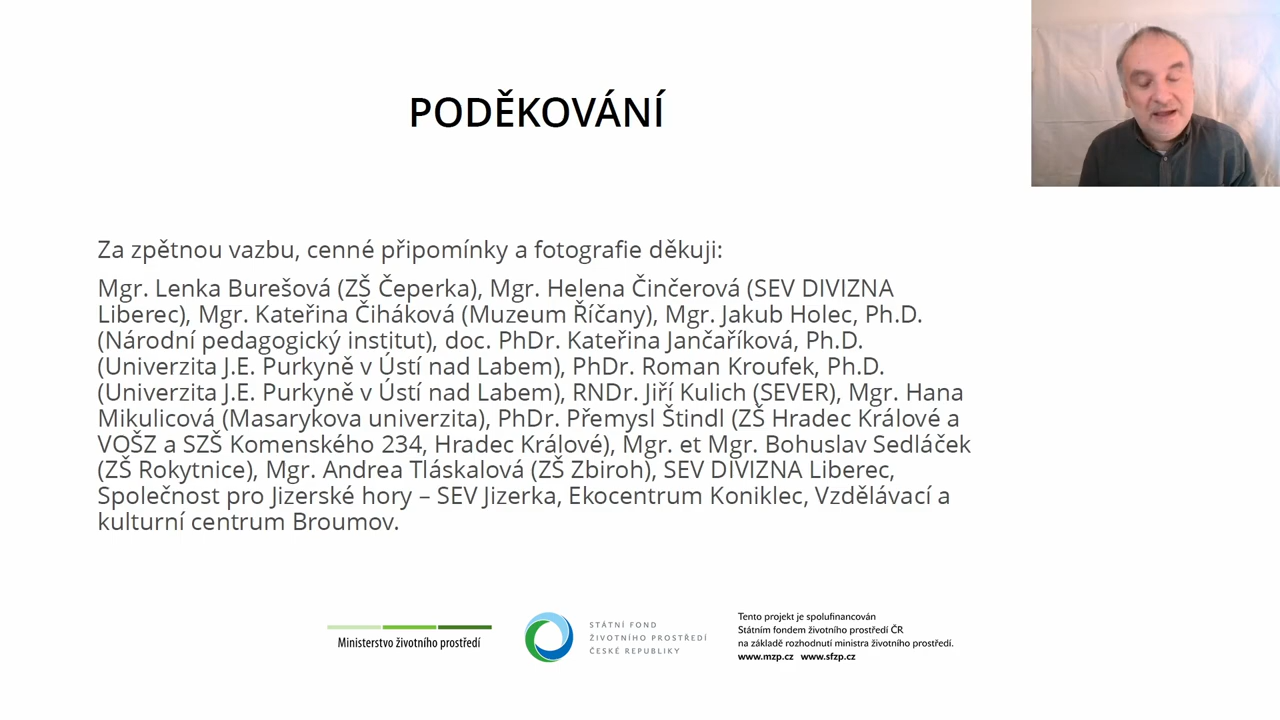 PODĚKOVÁNÍ
Za zpětnou vazbu, cenné připomínky a fotografie děkuji:
Mgr. Lenka Burešová (ZŠ Čeperka), Mgr. Helena Činčerová (SEV DIVIZNA
Liberec), Mgr. Kateřina Čiháková (Muzeum Říčany), Mgr. Jakub Holec, Ph.D.
(Národní pedagogický institut), doc. PhDr. Kateřina Jančaříková, Ph.D.
(Univerzita J.E. Purkyně v Ústí nad Labem), PhDr. Roman Kroufek, Ph.D.
(Univerzita J.E. Purkyně v Ústí nad Labem), RNDr. Jiří Kulich (SEVER), Mgr. Hana
Mikulicová (Masarykova univerzita), PhDr. Přemysl Štindl (ZŠ Hradec Králové a
VOŠZ a SZŠ Komenského 234, Hradec Králové), Mgr. et Mgr. Bohuslav Sedláček
(ZŠ Rokytnice), Mgr. Andrea Tláskalová (ZŠ Zbiroh), SEV DIVIZNA Liberec,
Společnost pro Jizerské hory – SEV Jizerka, Ekocentrum Koniklec, Vzdělávací a
kulturní centrum Broumov.
Ministerstvo životního prostředí
STÁTNÍ FOND
ŽIVOTNÍHO PROSTŘEDÍ
ČESKÉ REPUBLIKY
Tento projekt je spolufinancován
Státním fondem životního prostředí ČR
na základě rozhodnutí ministra životního prostředí.
www.mzp.cz www.sfzp.cz